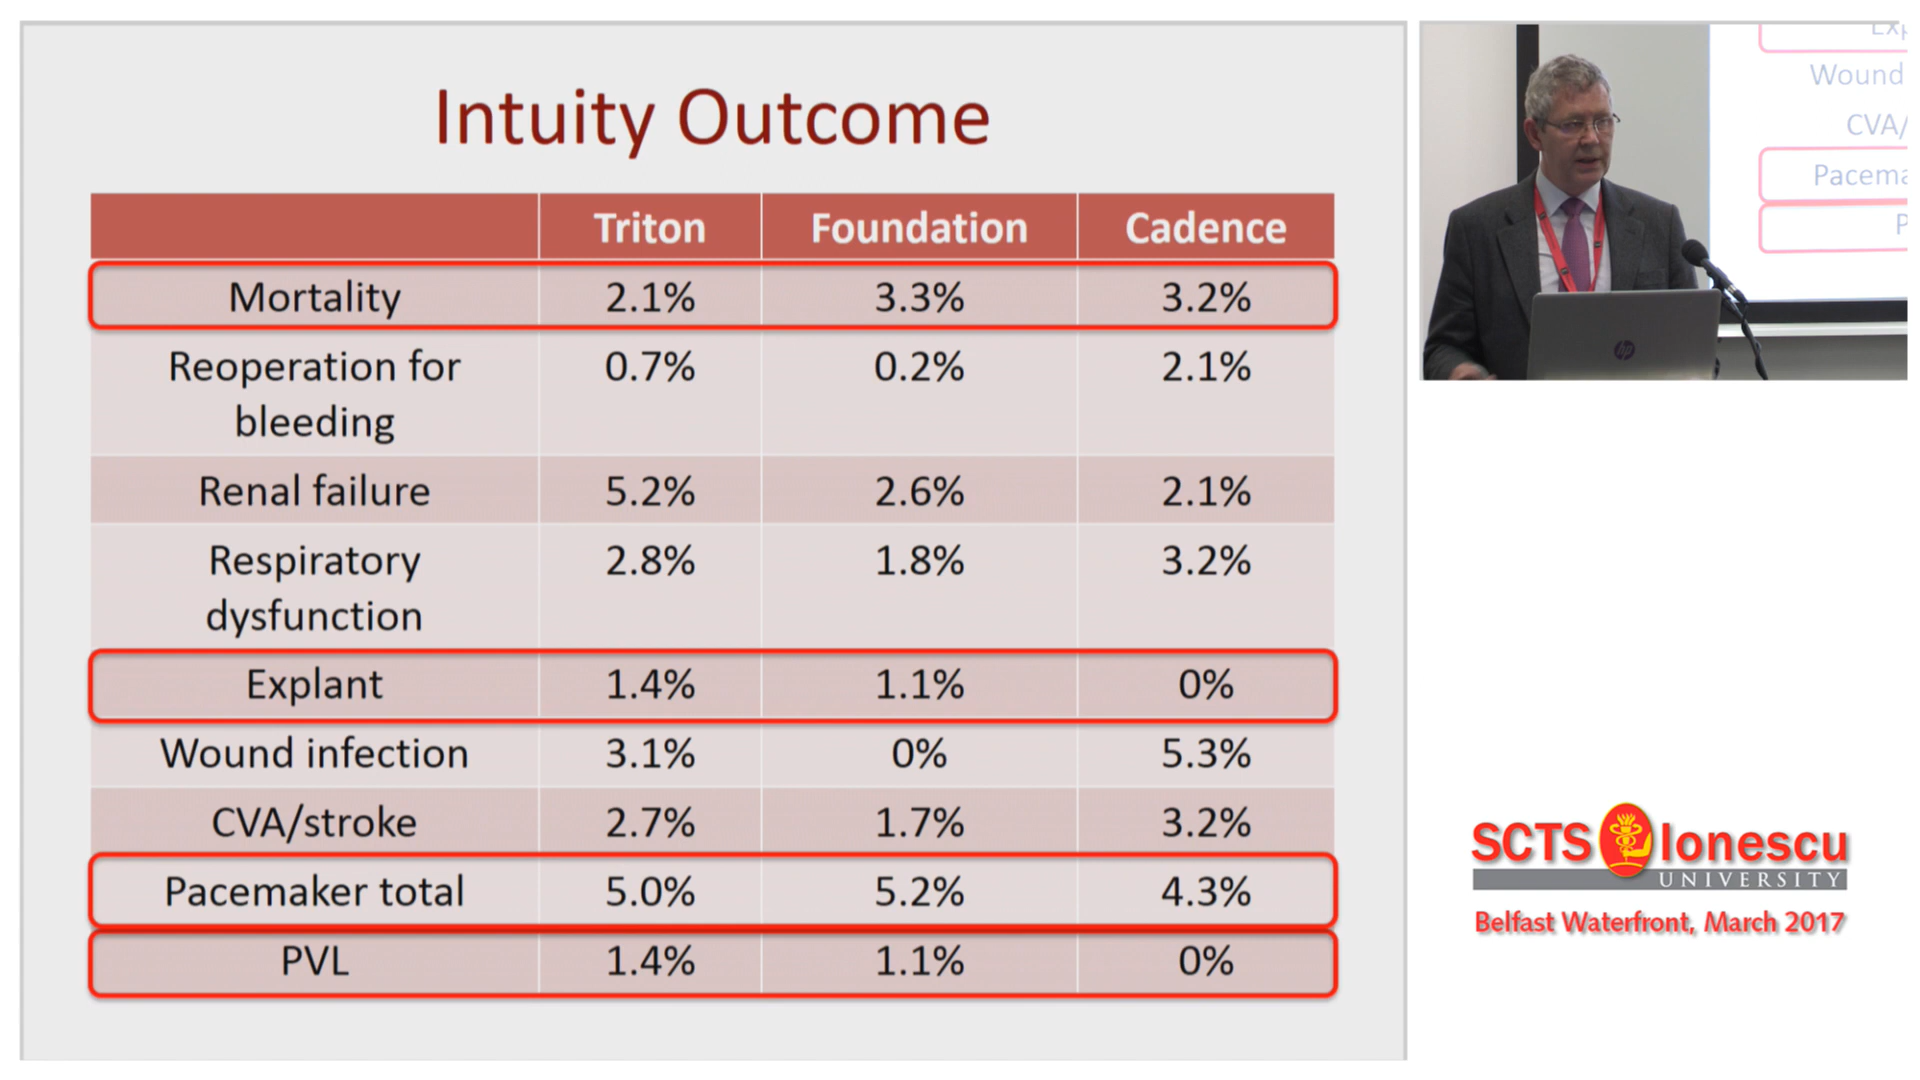 Intuity Outcome
Triton Foundation Cadence
Mortality 2.1% 3.3% 3.2%
Reoperation for 0.7% 0.2% 2.1%
bleeding
Renal failure 5.2% 2.6% 2.1%
Respiratory 2.8% 1.8% 3.2%
dysfunction
Explant 1.4% 1.1% 0%
Wound infection 3.1% 0% 5.3%
CVA/stroke 2.7% 1.7% 3.2%
Pacemaker total 5.0% 5.2% 4.3%
PVL 1.4% 1.1% 0%
Exp
Wound
CVA/
Pacema
P
hp
SCTS Ionescu
UNIVERSITY
Belfast Waterfront, March 2017